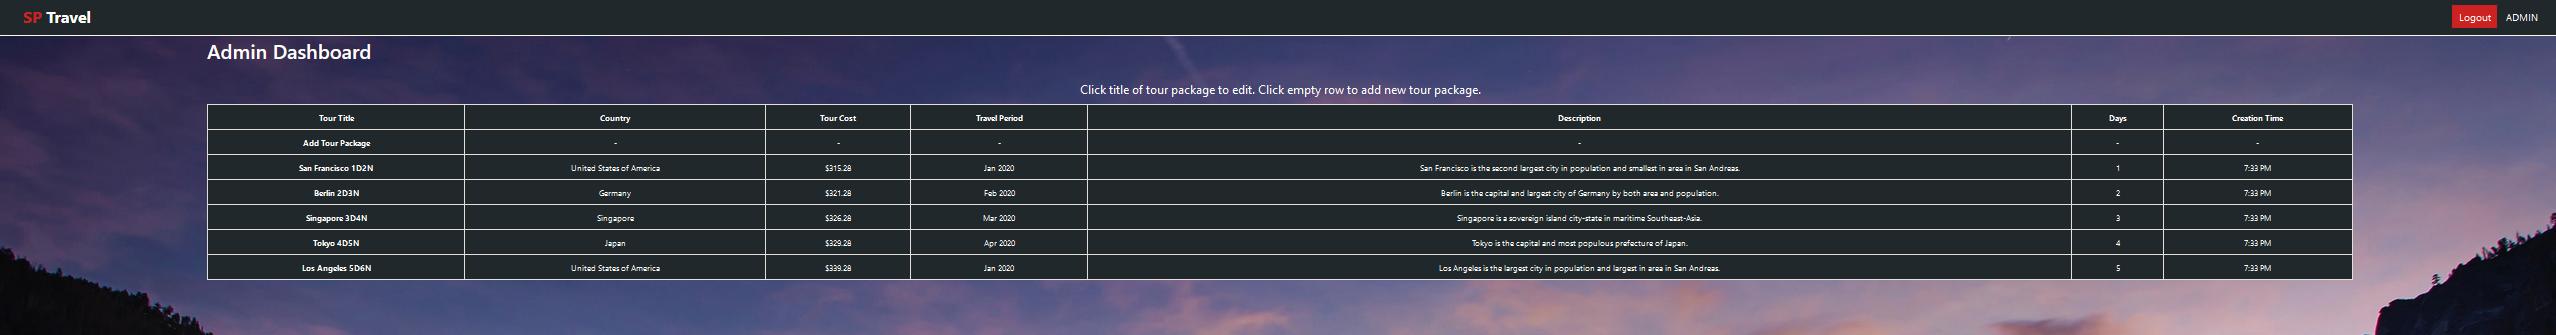 SP Travel Logout ADMIN
Admin Dashboard
Click title of tour package to edit. Click empty row to add new tour package.
Tour Title Country Tour Cost Travel Period Description Days Creation Time
Add Tour Package - - - - - -
San Francisco 1D2N United States of America $315.28 Jan 2020 San Francisco is the second largest city in population and smallest in area in San Andreas. 1 7:33 PM
Berlin 2D3N Germany $321.28 Feb 2020 Berlin is the capital and largest city of Germany by both area and population. 2 7:33 PM
Singapore 3D4N Singapore $326.28 Mar 2020 Singapore is a sovereign island city-state in maritime Southeast-Asia. 3 7:33 PM
Tokyo 4D5N Japan $329.28 Apr 2020 Tokyo is the capital and most populous prefecture of Japan. 4 7:33 PM
Los Angeles 5D6N United States of America $339.28 Jan 2020 Los Angeles is the largest city in population and largest in area in San Andreas. 5 7:33 PM